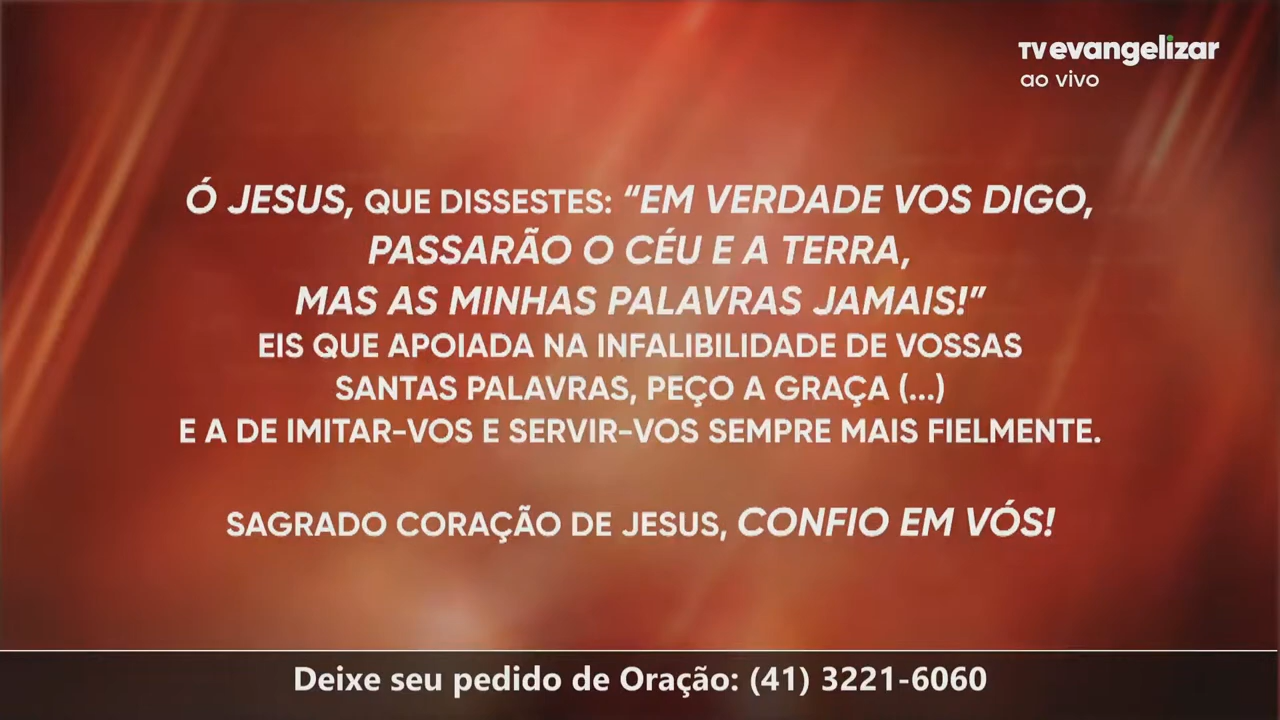 TV evangelizar
ao vivo
Ó JESUS, QUE DISSESTES: “EM VERDADE VOS DIGO,
PASSARÃO O CÉU E A TERRA,
MAS AS MINHAS PALAVRAS JAMAIS!”
EIS QUE APOIADA NA INFALIBILIDADE DE VOSSAS
SANTAS PALAVRAS, PEÇO A GRAÇA (...)
E A DE IMITAR-VOS E SERVIR-VOS SEMPRE MAIS FIELMENTE.
SAGRADO CORAÇÃO DE JESUS, CONFIO EM VÓS!
Deixe seu pedido de Oração: (41) 3221-6060